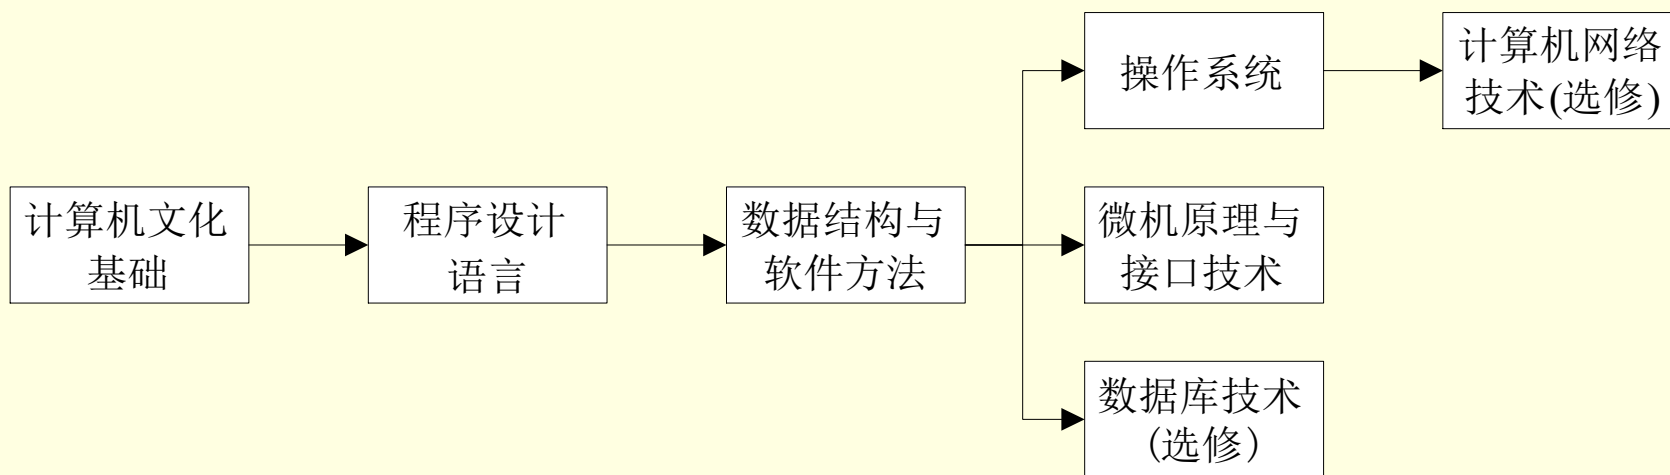 计算机文化
基础
程序设计
语言
数据结构与
软件方法
操作系统
计算机网络
技术(选修)
微机原理与
接口技术
数据库技术
(选修）